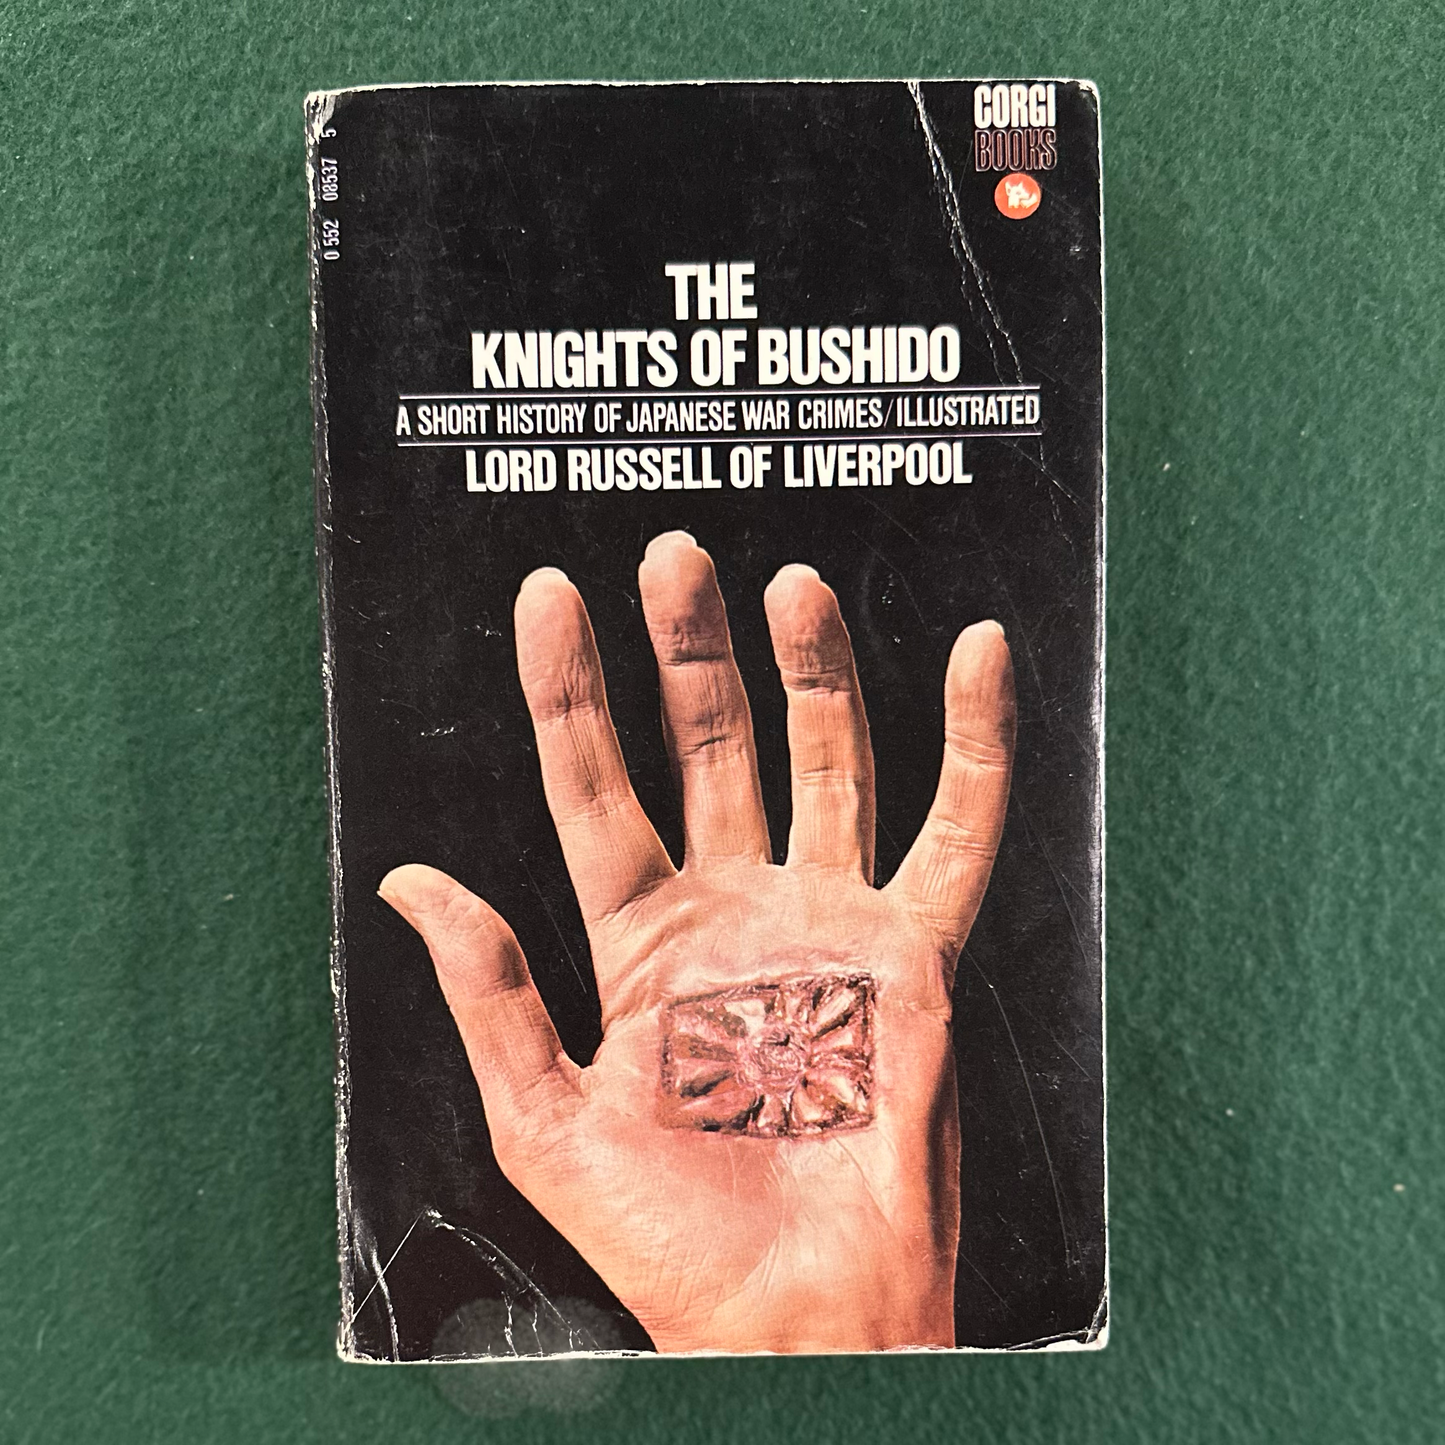 CORGI
BOOKS
0 552 08537 5
THE
KNIGHTS OF BUSHIDO
A SHORT HISTORY OF JAPANESE WAR CRIMES/ILLUSTRATED
LORD RUSSELL OF LIVERPOOL